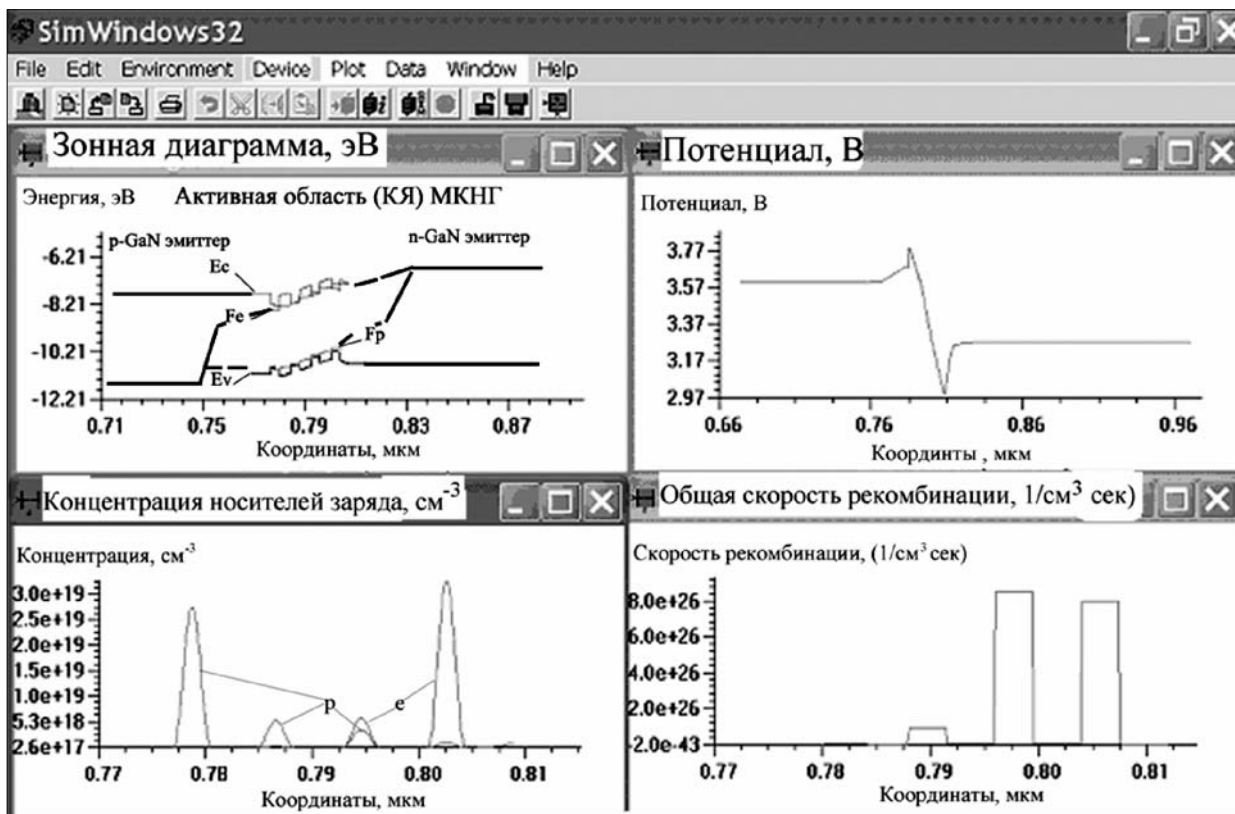 SimWindows32
File Edit Environment Device Plot Data Window Help
Зонная диаграмма, эВ
Энергия, эВ Активная область (КЯ) МКНГ
p-GaN эмиттер n-GaN эмиттер
Ec
Fe
Fp
Ev
-6.21
-8.21
-10.21
-12.21
0.71 0.75 0.79 0.83 0.87
Координаты, мкм
Потенциал, В
Потенциал, В
3.77
3.57
3.37
3.17
2.97
0.66 0.76 0.86 0.96
Координты , мкм
Концентрация носителей заряда, см-3
Концентрация, см-3
3.0e+19
2.5e+19
2.0e+19
1.5e+19
1.0e+19
5.3e+18
2.6e+17
p e
0.77 0.78 0.79 0.80 0.81
Координаты, мкм
Общая скорость рекомбинации, 1/см3 сек)
Скорость рекомбинации, (1/см3 сек)
8.0e+26
6.0e+26
4.0e+26
2.0e+26
-2.0e-43
0.77 0.78 0.79 0.80 0.81
Координаты, мкм